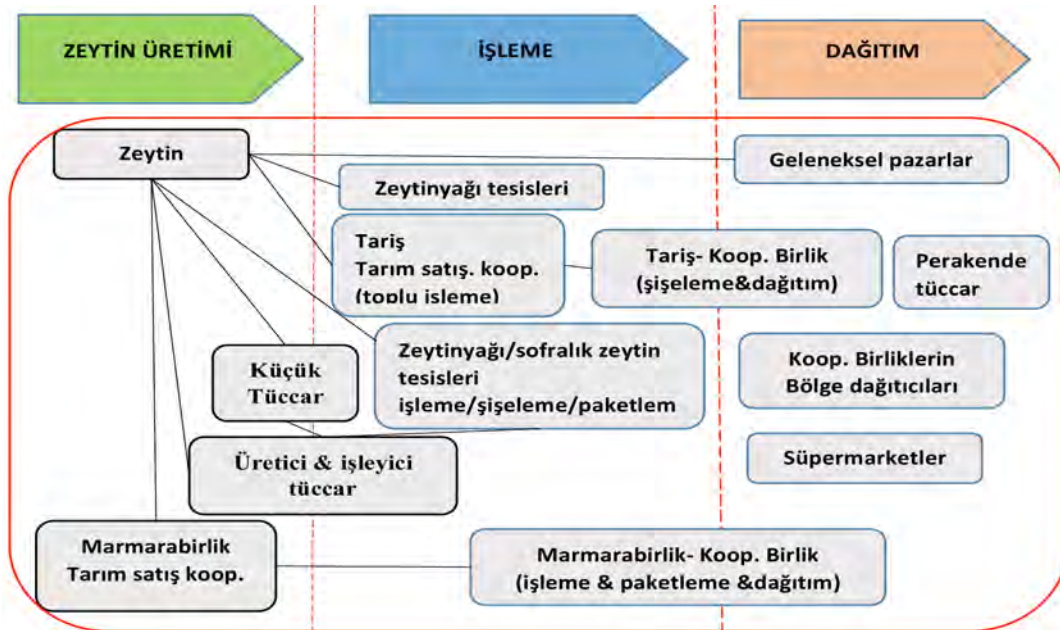 ZEYTİN ÜRETİMİ
İŞLEME
DAĞITIM
Zeytin
Geleneksel pazarlar
Zeytinyağı tesisleri
Tariş
Tarım satış. koop.
(toplu işleme)
Tariş- Koop. Birlik
(şişeleme&dağıtım)
Perakende
tüccar
Küçük
Tüccar
Zeytinyağı/sofralık zeytin
tesisleri
işleme/şişeleme/paketlem
Koop. Birliklerin
Bölge dağıtıcıları
Üretici & işleyici
tüccar
Süpermarketler
Marmarabirlik
Tarım satış koop.
Marmarabirlik- Koop. Birlik
(işleme & paketleme &dağıtım)